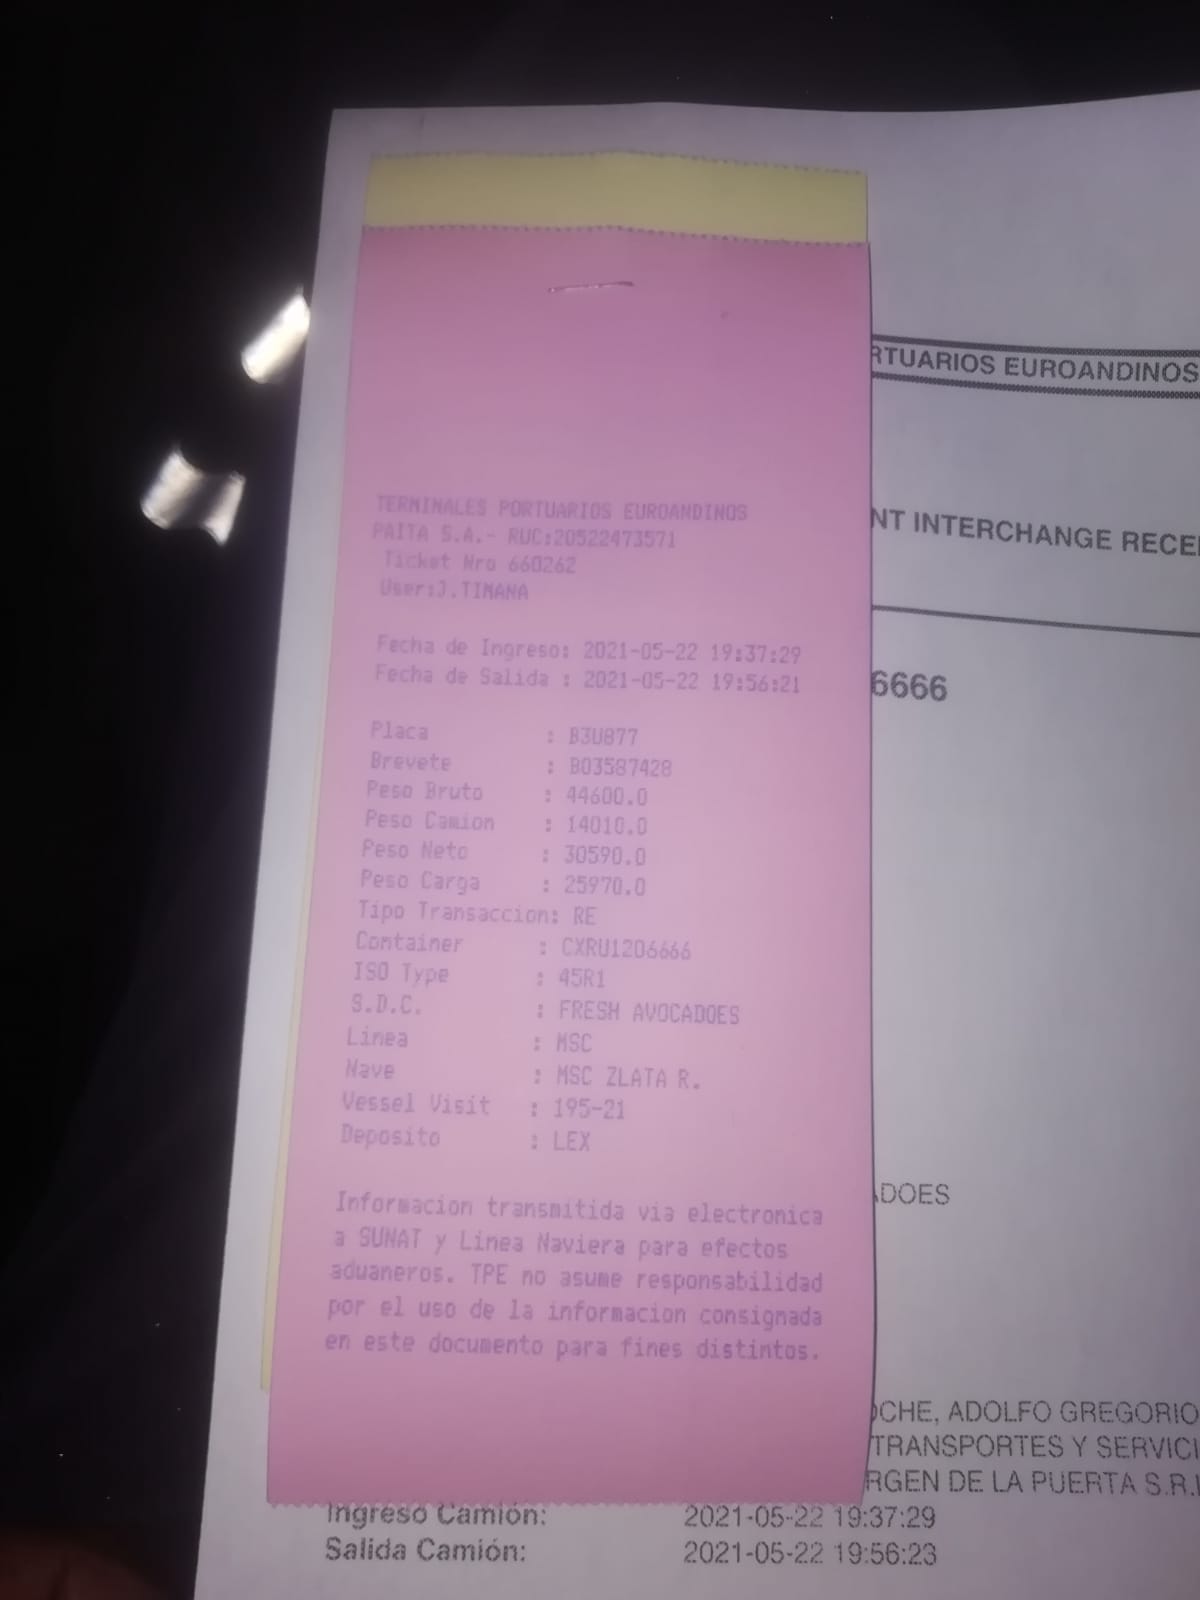 RTUARIOS EUROANDINOS
NT INTERCHANGE RECEI
6666
TERMINALES PORTUARIOS EUROANDINOS
PAITA S.A.- RUC:20522473571
Ticket Nro 660262
User:J.TIMANA
Fecha de Ingreso: 2021-05-22 19:37:29
Fecha de Salida : 2021-05-22 19:56:21
Placa : B3U877
Brevete : B03587428
Peso Bruto : 44600.0
Peso Camion : 14010.0
Peso Neto : 30590.0
Peso Carga : 25970.0
Tipo Transaccion: RE
Container : CXRU1206666
ISO Type : 45R1
S.D.C. : FRESH AVOCADOES
Linea : MSC
Nave : MSC ZLATA R.
Vessel Visit : 195-21
Deposito : LEX
Informacion transmitida via electronica
a SUNAT y Linea Naviera para efectos
aduaneros. TPE no asume responsabilidad
por el uso de la informacion consignada
en este documento para fines distintos.
ADOES
OCHE, ADOLFO GREGORIO
TRANSPORTES Y SERVICI
RGEN DE LA PUERTA S.R.L
Ingreso Camión: 2021-05-22 19:37:29
Salida Camión: 2021-05-22 19:56:23